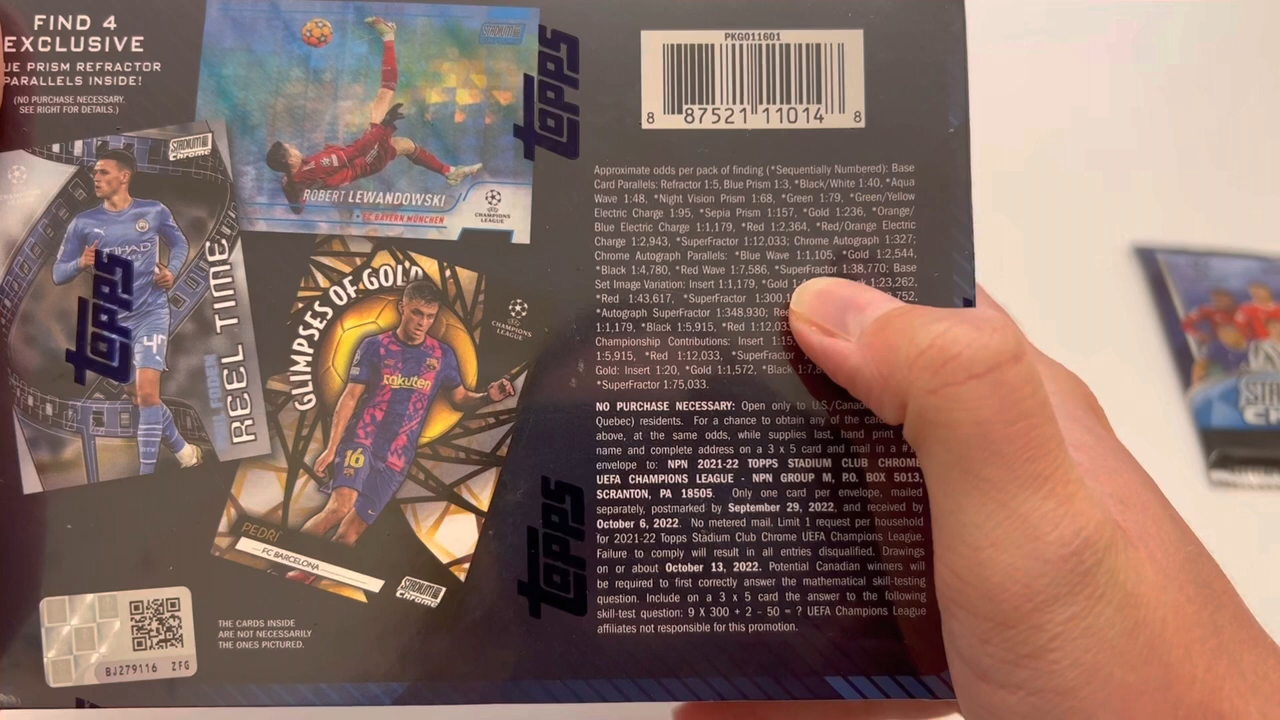 FIND 4
EXCLUSIVE
UE PRISM REFRACTOR
PARALLELS INSIDE!
(NO PURCHASE NECESSARY.
SEE RIGHT FOR DETAILS.)
STADIUM
ROBERT LEWANDOWSKI
FC BAYERN MÜNCHEN
CHAMPIONS
LEAGUE
STADIUM
Chrome
ETIHAD
47
FODEN
REEL TIME
topps
GLIMPSES OF GOLD
CHAMPIONS
LEAGUE
Rakuten
16
PEDRI
FC BARCELONA
STADIUM
Chrome
BJ279116 ZFG
THE CARDS INSIDE
ARE NOT NECESSARILY
THE ONES PICTURED.
topps
topps
PKG011601
8 87521 11014 8
Approximate odds per pack of finding (*Sequentially Numbered): Base
Card Parallels: Refractor 1:5, Blue Prism 1:3, *Black/White 1:40, *Aqua
Wave 1:48, *Night Vision Prism 1:68, *Green 1:79, *Green/Yellow
Electric Charge 1:95, *Sepia Prism 1:157, *Gold 1:236, *Orange/
Blue Electric Charge 1:1,179, *Red 1:2,364, *Red/Orange Electric
Charge 1:2,943, *SuperFractor 1:12,033; Chrome Autograph 1:327;
Chrome Autograph Parallels: *Blue Wave 1:1,105, *Gold 1:2,544,
*Black 1:4,780, *Red Wave 1:7,586, *SuperFractor 1:38,770; Base
Set Image Variation: Insert 1:1,179, *Gold 1:23,262,
*Red 1:43,617, *SuperFractor 752,
*Autograph SuperFractor 1:348,930;
1:1,179, *Black 1:5,915, *Red 1:12,033
Championship Contributions: Insert
1:5,915, *Red 1:12,033, *SuperFractor
Gold: Insert 1:20, *Gold 1:1,572, *Black
*SuperFractor 1:75,033.
NO PURCHASE NECESSARY: Open only to U.S./Canad
Quebec) residents. For a chance to obtain any of the
above, at the same odds, while supplies last, hand print
name and complete address on a 3 x 5 card and mail in a
envelope to: NPN 2021-22 TOPPS STADIUM CLUB CHROME
UEFA CHAMPIONS LEAGUE - NPN GROUP M, P.O. BOX 5013,
SCRANTON, PA 18505. Only one card per envelope, mailed
separately, postmarked by September 29, 2022, and received by
October 6, 2022. No metered mail. Limit 1 request per household
for 2021-22 Topps Stadium Club Chrome UEFA Champions League.
Failure to comply will result in all entries disqualified. Drawings
on or about October 13, 2022. Potential Canadian winners will
be required to first correctly answer the mathematical skill-testing
question. Include on a 3 x 5 card the answer to the following
skill-test question: 9 X 300 + 2 – 50 = ? UEFA Champions League
affiliates not responsible for this promotion.